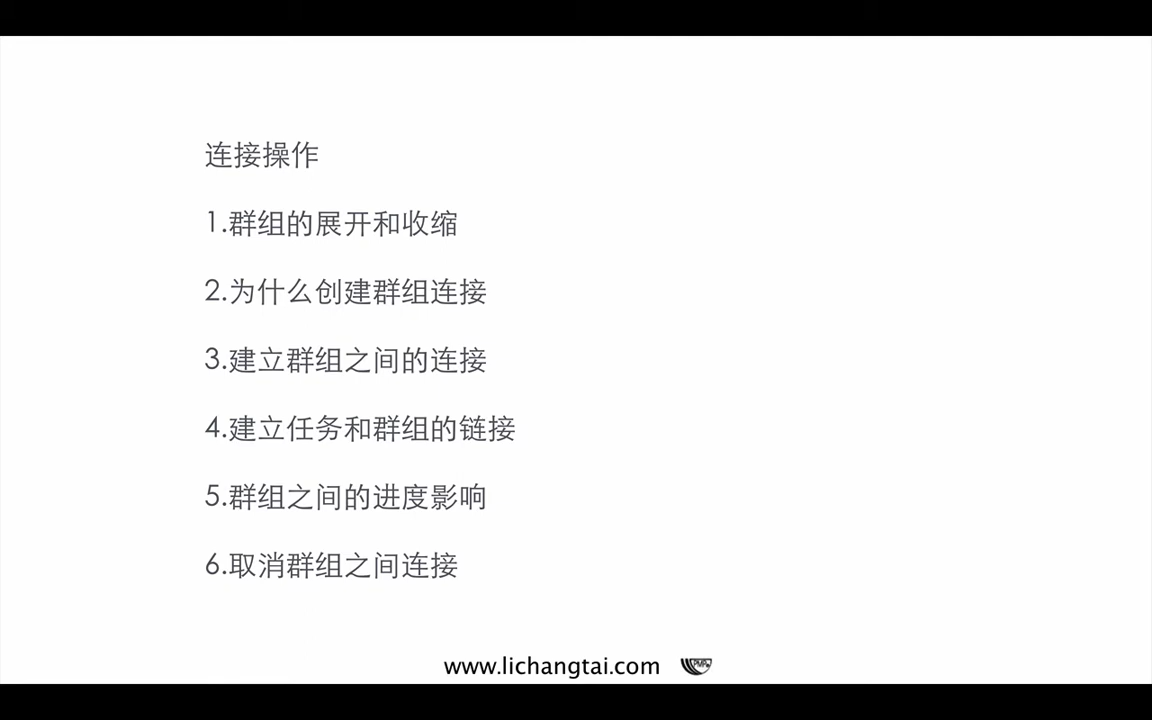 连接操作
1.群组的展开和收缩
2.为什么创建群组连接
3.建立群组之间的连接
4.建立任务和群组的链接
5.群组之间的进度影响
6.取消群组之间连接
www.lichangtai.com